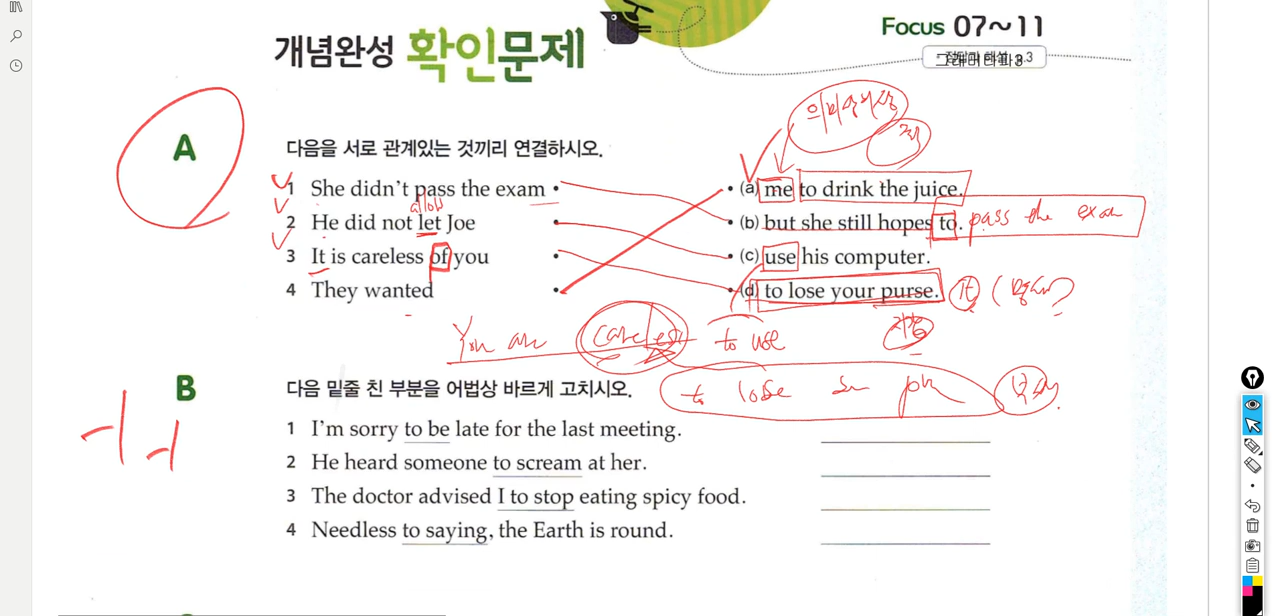 개념완성 확인문제
Focus 07~11
A
다음을 서로 관계있는 것끼리 연결하시오.
1 She didn't pass the exam •
• (a) me to drink the juice.
allow
2 He did not let Joe •
• (b) but she still hopes to. pass the exam
3 It is careless of you •
• (c) use his computer.
4 They wanted •
• (d) to lose your purse. It
You are careless to use
to lose
B
다음 밑줄 친 부분을 어법상 바르게 고치시오.
1 I'm sorry to be late for the last meeting.
2 He heard someone to scream at her.
3 The doctor advised I to stop eating spicy food.
4 Needless to saying, the Earth is round.